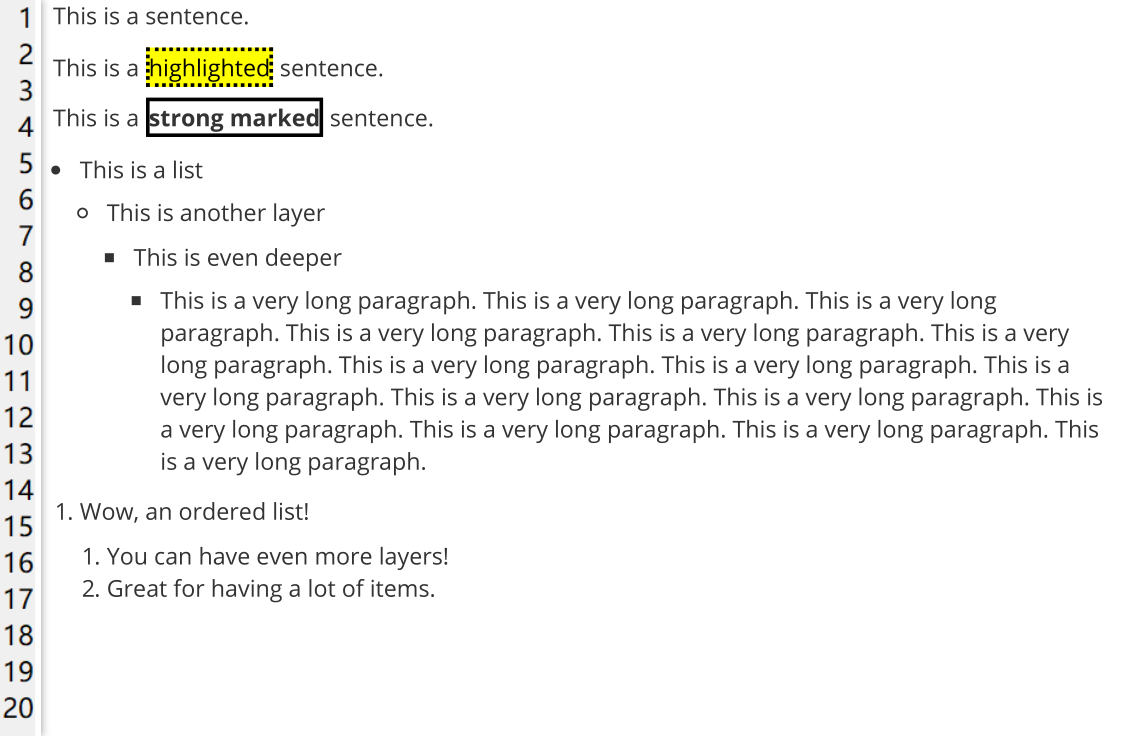 1 This is a sentence.
2 This is a highlighted sentence.
3
4 This is a strong marked sentence.
5 • This is a list
6 ○ This is another layer
7 ■ This is even deeper
8
9 ■ This is a very long paragraph. This is a very long paragraph. This is a very long
10 paragraph. This is a very long paragraph. This is a very long paragraph. This is a very
11 long paragraph. This is a very long paragraph. This is a very long paragraph. This is a
12 very long paragraph. This is a very long paragraph. This is a very long paragraph. This is
a very long paragraph. This is a very long paragraph. This is a very long paragraph. This
13 is a very long paragraph.
14
15 1. Wow, an ordered list!
16 1. You can have even more layers!
17 2. Great for having a lot of items.
18
19
20